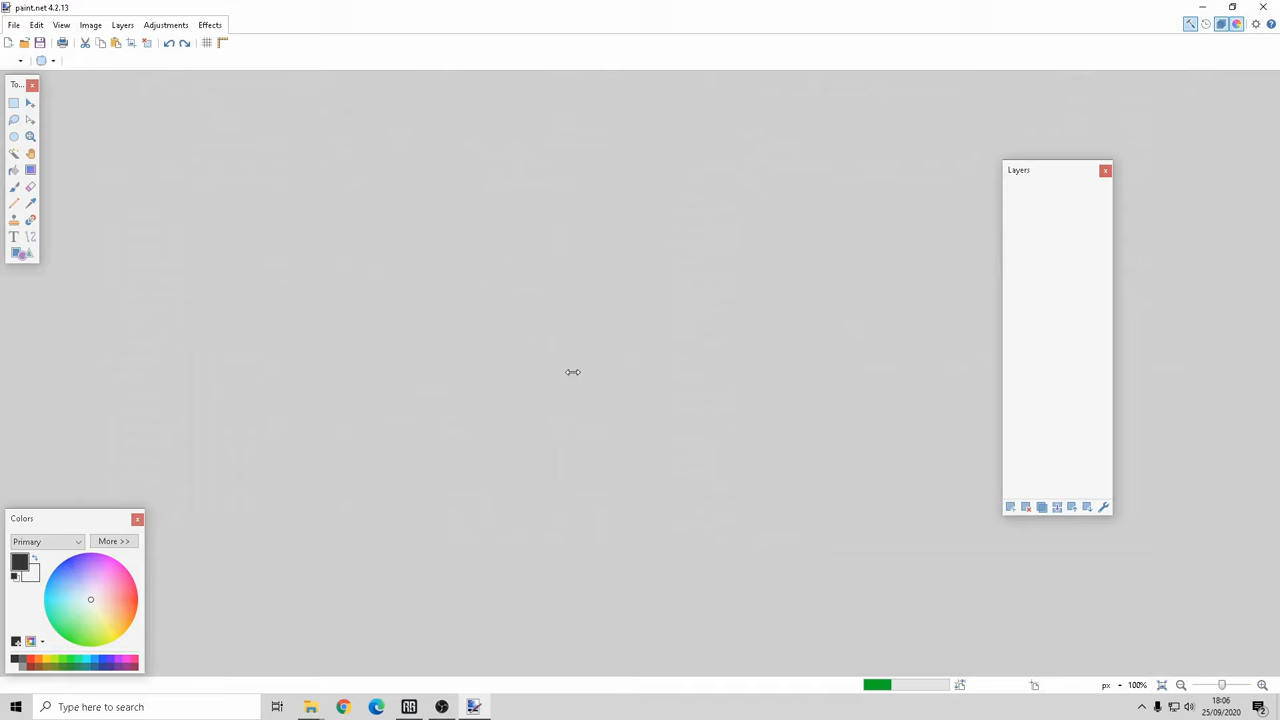 paint.net 4.2.13
File Edit View Image Layers Adjustments Effects
To...
Layers
Colors
Primary
More >>
px
100%
Type here to search
18:06
25/09/2020
2